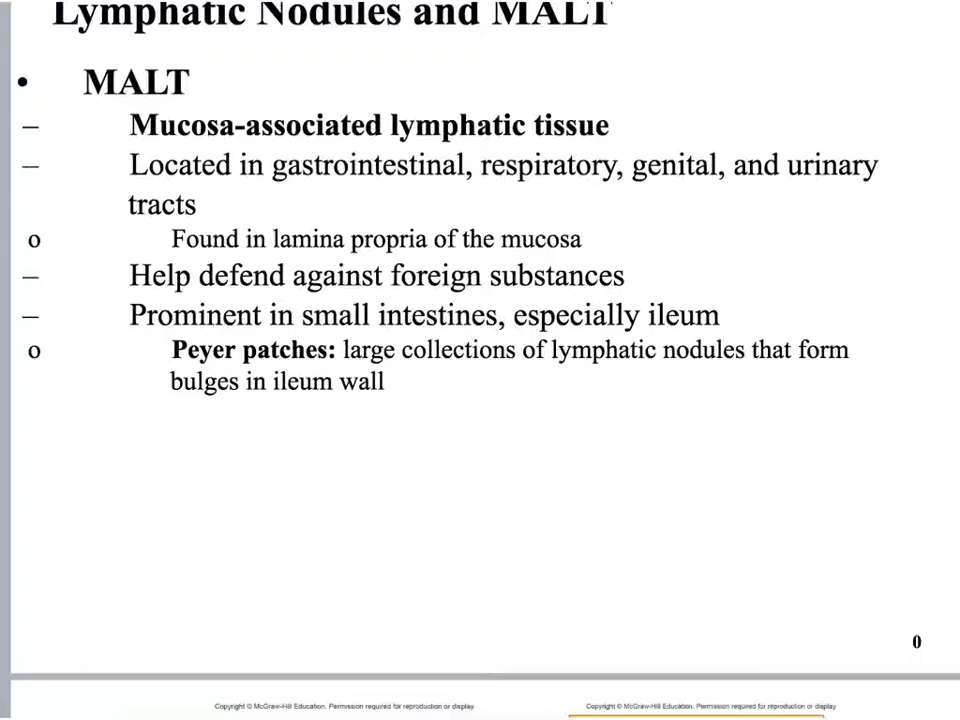 Lymphatic Nodules and MALT
• MALT
– Mucosa-associated lymphatic tissue
– Located in gastrointestinal, respiratory, genital, and urinary
tracts
o Found in lamina propria of the mucosa
– Help defend against foreign substances
– Prominent in small intestines, especially ileum
o Peyer patches: large collections of lymphatic nodules that form
bulges in ileum wall
0
Copyright © McGraw-Hill Education. Permission required for reproduction or display.
Copyright © McGraw-Hill Education. Permission required for reproduction or display